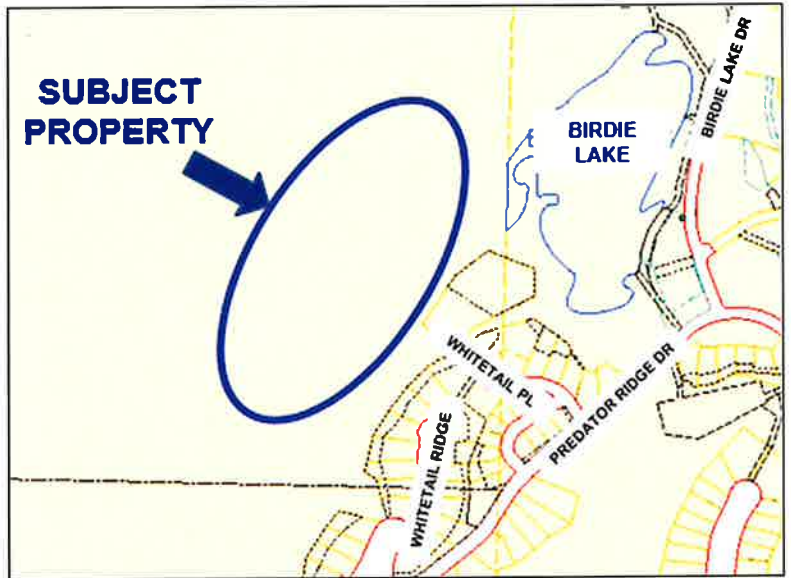 SUBJECT
PROPERTY
BIRDIE
LAKE
BIRDIE LAKE DR
WHITETAIL PL
PREDATOR RIDGE DR
WHITETAIL RIDGE